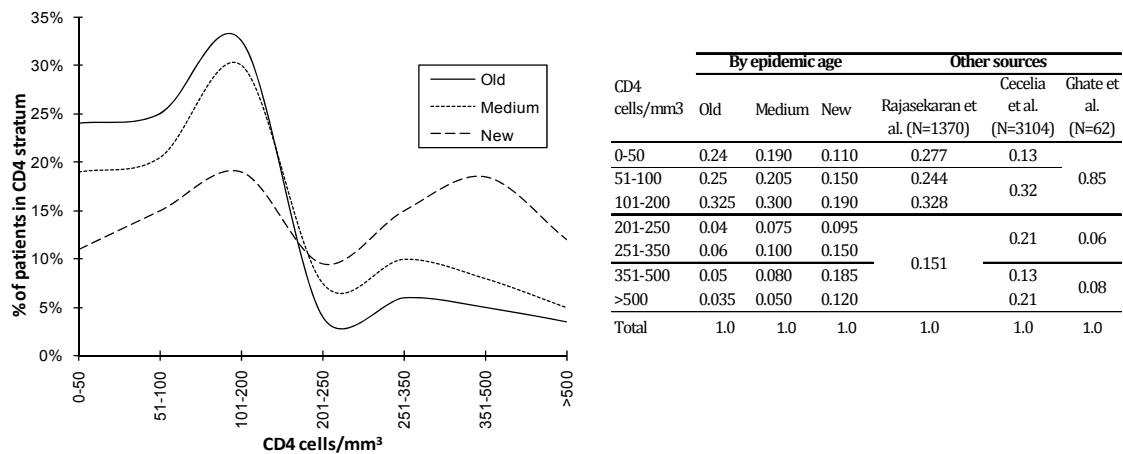 35%
30%
25%
20%
15%
10%
5%
0%
% of patients in CD4 stratum
Old
Medium
New
0-50
51-100
101-200
201-250
251-350
351-500
>500
CD4 cells/mm³
By epidemic age Other sources
CD4 cells/mm3 Old Medium New Rajasekaran et al. (N=1370) Cecelia et al. (N=3104) Ghate et al. (N=62)
0-50 0.24 0.190 0.110 0.277 0.13
51-100 0.25 0.205 0.150 0.244 0.32 0.85
101-200 0.325 0.300 0.190 0.328
201-250 0.04 0.075 0.095 0.21 0.06
251-350 0.06 0.100 0.150 0.151
351-500 0.05 0.080 0.185 0.13 0.08
>500 0.035 0.050 0.120 0.21
Total 1.0 1.0 1.0 1.0 1.0 1.0